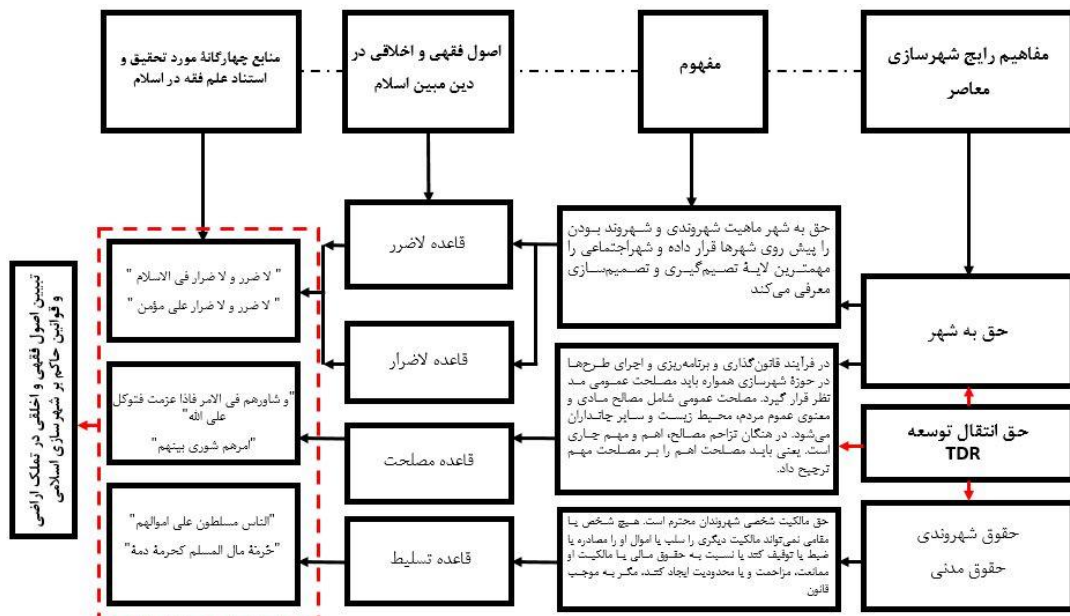 مفاهیم رایج شهرسازی
معاصر
مفهوم
اصول فقهی و اخلاقی در
دین مبین اسلام
منابع چهارگانۀ مورد تحقیق و
استناد علم فقه در اسلام
حق به شهر
حق انتقال توسعه
TDR
حقوق شهروندی
حقوق مدنی
حق به شهر ماهیت شهروندی و شهروند بودن
را پیش روی شهرها قرار داده و شهراجتماعی را
مهمترین لایۀ تصیم‌گیری و تصمیم‌سازی
معرفی می‌کند
در فرآیند قانون‌گذاری و برنامه‌ریزی و اجرای طرح‌ها
در حوزۀ شهرسازی همواره باید مصلحت عمومی مد
نظر قرار گیرد. مصلحت عمومی شامل مصالح مادی و
معنوی عموم مردم، محیط زیست و سایر جانداران
می‌شود. در هنگان تزاحم مصالح، اهم و مهم جاری
است. یعنی باید مصلحت اهم را بر مصلحت مهم
ترجیح داد.
حق مالکیت شخصی شهروندان محترم است. هیچ شخص یا
مقامی نمی‌تواند مالکیت دیگری را سلب یا اموال او را مصادره یا
ضبط یا توقیف کند یا نسبت به حقوق مالی یا مالکیت او
ممانعت، مزاحمت و یا محدودیت ایجاد کند، مگر به موجب
قانون
قاعده لاضرر
قاعده لاضرار
قاعده مصلحت
قاعده تسلیط
" لا ضرر و لا ضرار فی الاسلام "
" لا ضرر و لا ضرار علی مؤمن "
"و شاورهم فی الامر فاذا عزمت فتوکل
علی الله"
"امرهم شوری بینهم"
"الناس مسلطون علی اموالهم"
"حُرمَة مال المسلم کحرمة دمة"
تبیین اصول فقهی و اخلقی در تملک اراضی
و قوانین حاکم بر شهرسازی اسلامی